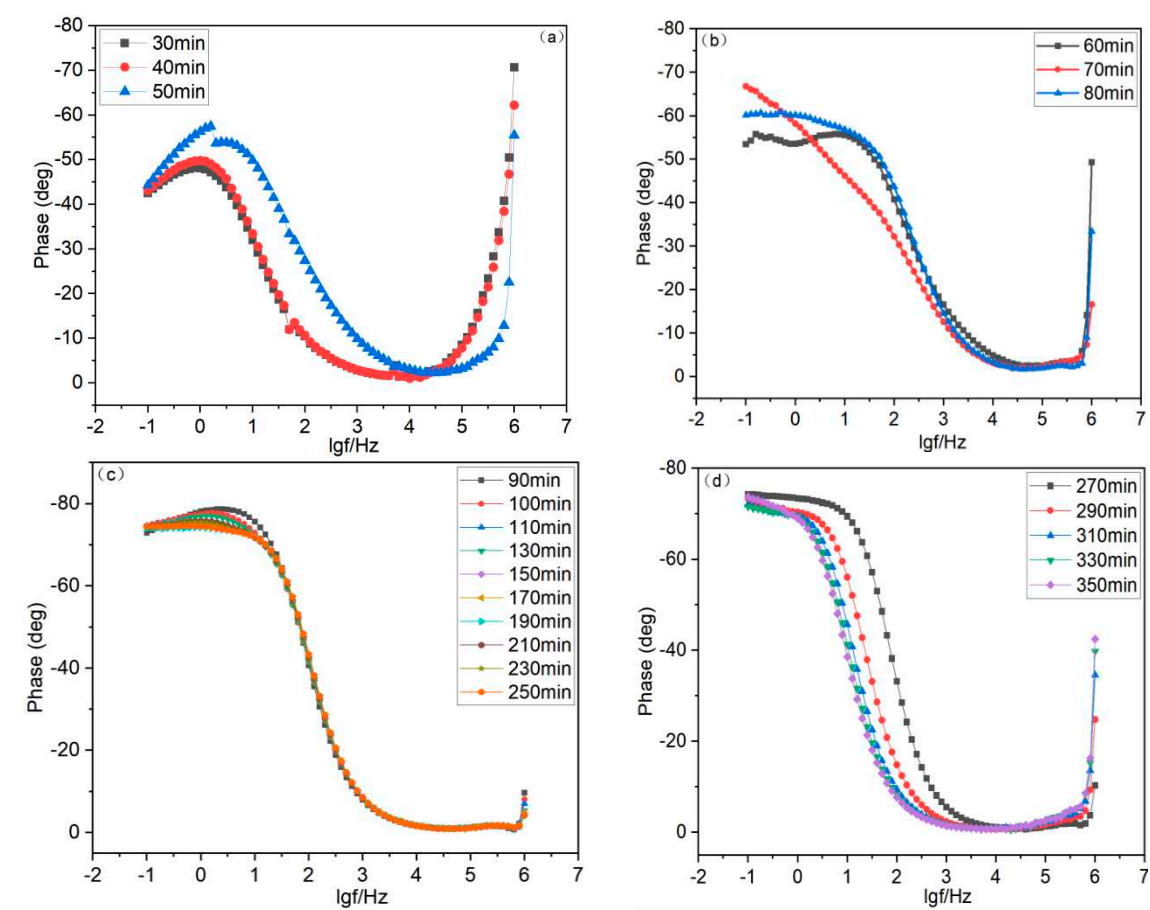 (a)
30min
40min
50min
-80
-70
-60
-50
-40
-30
-20
-10
0
Phase (deg)
-2 -1 0 1 2 3 4 5 6 7
lgf/Hz
(b)
60min
70min
80min
-80
-70
-60
-50
-40
-30
-20
-10
0
Phase (deg)
-2 -1 0 1 2 3 4 5 6 7
lgf/Hz
(c)
90min
100min
110min
130min
150min
170min
190min
210min
230min
250min
-80
-60
-40
-20
0
Phase (deg)
-2 -1 0 1 2 3 4 5 6 7
lgf/Hz
(d)
270min
290min
310min
330min
350min
-80
-60
-40
-20
0
Phase (deg)
-2 -1 0 1 2 3 4 5 6 7
lgf/Hz